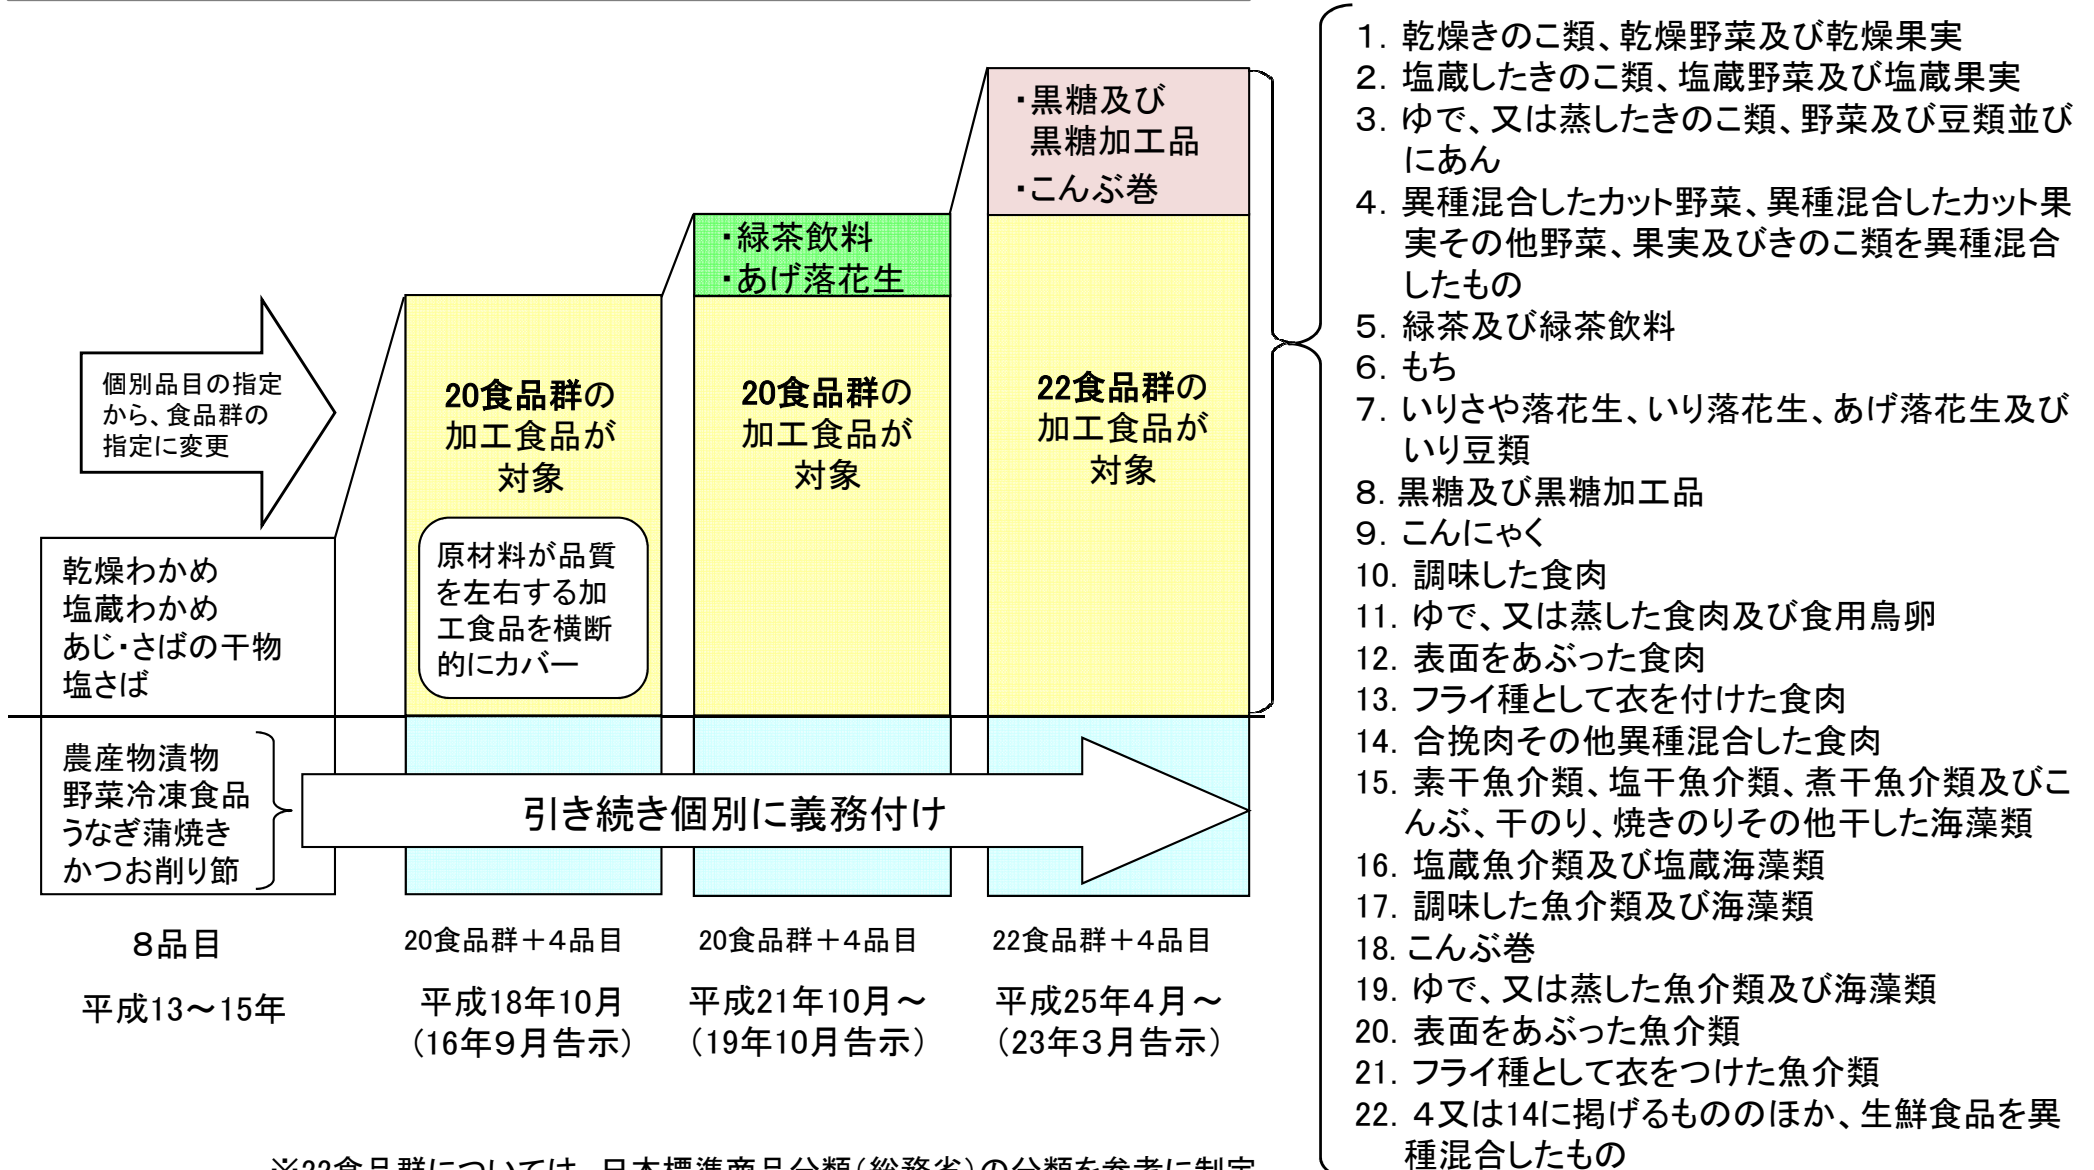 個別品目の指定
から、食品群の
指定に変更
乾燥わかめ
塩蔵わかめ
あじ・さばの干物
塩さば
農産物漬物
野菜冷凍食品
うなぎ蒲焼き
かつお削り節
8品目
平成13～15年
20食品群の
加工食品が
対象
原材料が品質
を左右する加
工食品を横断
的にカバー
20食品群＋4品目
平成18年10月
（16年９月告示）
・緑茶飲料
・あげ落花生
20食品群の
加工食品が
対象
20食品群＋4品目
平成21年10月～
（19年10月告示）
・黒糖及び
黒糖加工品
・こんぶ巻
22食品群の
加工食品が
対象
22食品群＋4品目
平成25年４月～
（23年３月告示）
引き続き個別に義務付け
1．乾燥きのこ類、乾燥野菜及び乾燥果実
2．塩蔵したきのこ類、塩蔵野菜及び塩蔵果実
3．ゆで、又は蒸したきのこ類、野菜及び豆類並び
にあん
4．異種混合したカット野菜、異種混合したカット果
実その他野菜、果実及びきのこ類を異種混合
したもの
5．緑茶及び緑茶飲料
6．もち
7．いりさや落花生、いり落花生、あげ落花生及び
いり豆類
8．黒糖及び黒糖加工品
9．こんにゃく
10．調味した食肉
11．ゆで、又は蒸した食肉及び食用鳥卵
12．表面をあぶった食肉
13．フライ種として衣を付けた食肉
14．合挽肉その他異種混合した食肉
15．素干魚介類、塩干魚介類、煮干魚介類及びこ
んぶ、干のり、焼きのりその他干した海藻類
16．塩蔵魚介類及び塩蔵海藻類
17．調味した魚介類及び海藻類
18．こんぶ巻
19．ゆで、又は蒸した魚介類及び海藻類
20．表面をあぶった魚介類
21．フライ種として衣をつけた魚介類
22．４又は14に掲げるもののほか、生鮮食品を異
種混合したもの
※22食品群については、日本標準商品分類（総務省）の分類を参考に制定